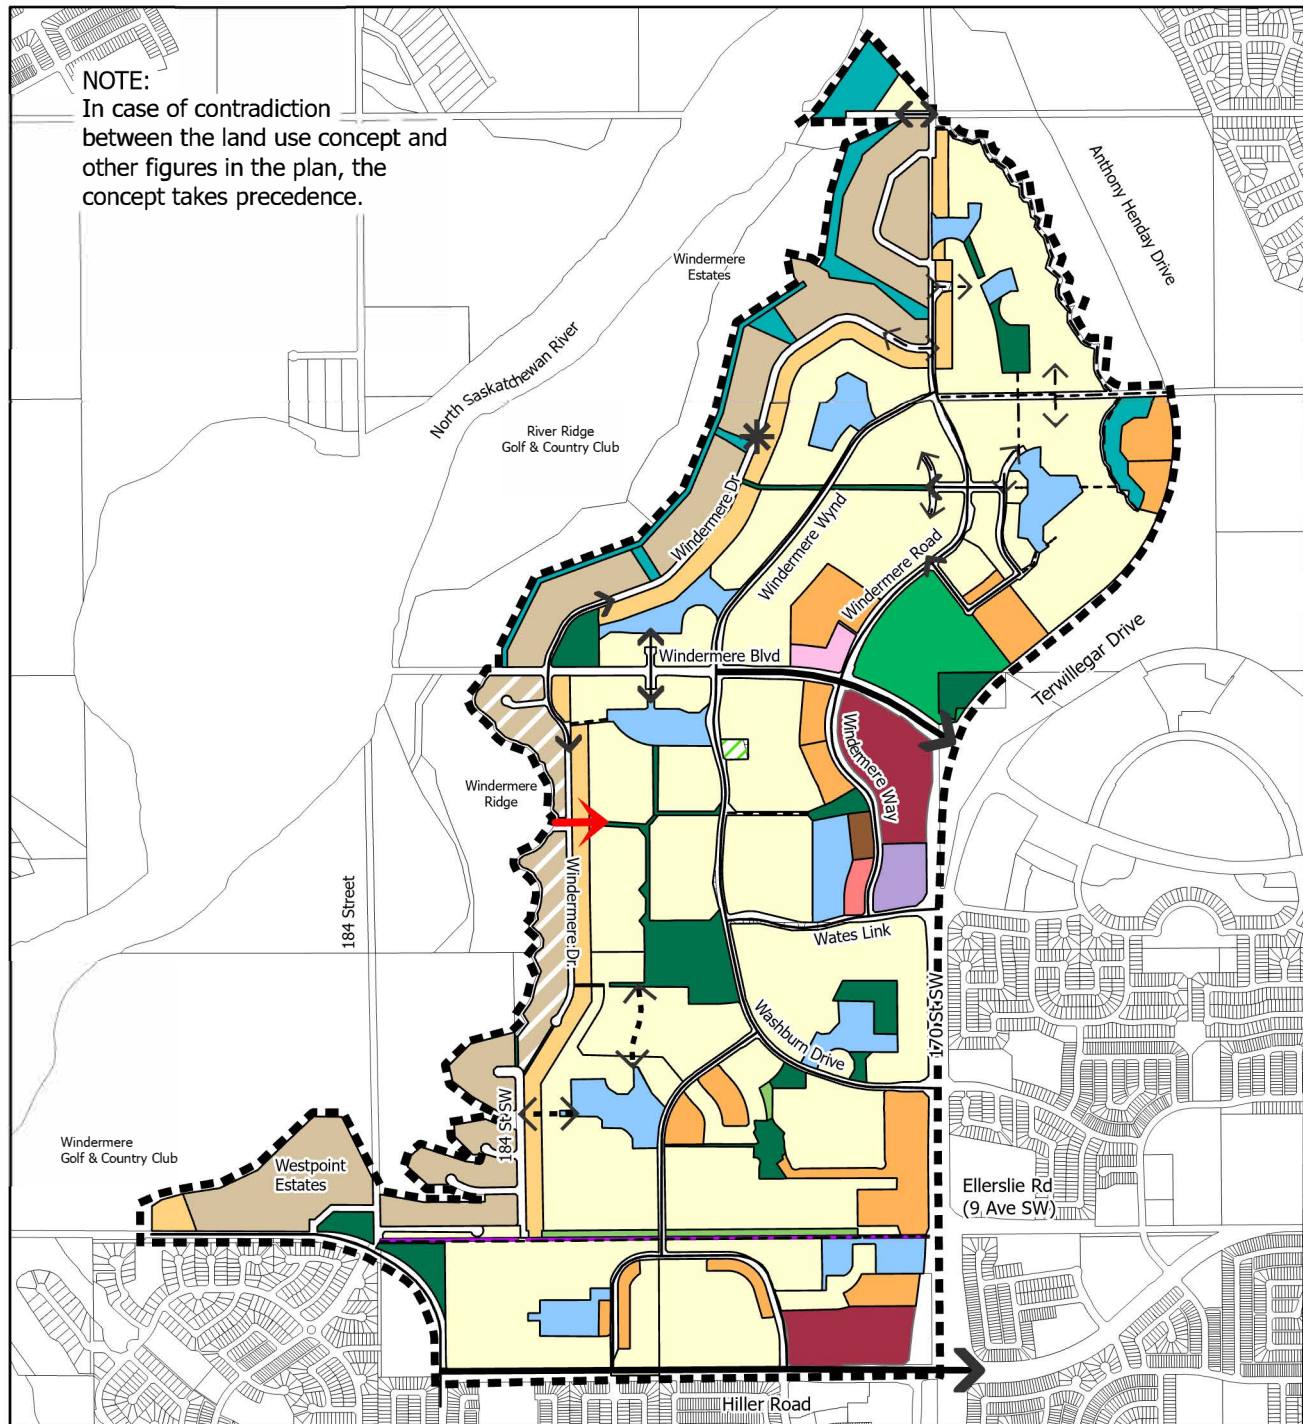 NOTE:
In case of contradiction
between the land use concept and
other figures in the plan, the
concept takes precedence.
Anthony Henday Drive
Windermere
Estates
North Saskatchewan River
River Ridge
Golf & Country Club
Windermere Dr
Windermere Wynd
Windermere Road
Windermere Blvd
Terwillegar Drive
Windermere Way
Windermere
Ridge
Windermere Dr.
184 Street
Wates Link
170 St SW
Washburn Drive
184 St SW
Windermere
Golf & Country Club
Westpoint
Estates
Ellerslie Rd
(9 Ave SW)
Hiller Road